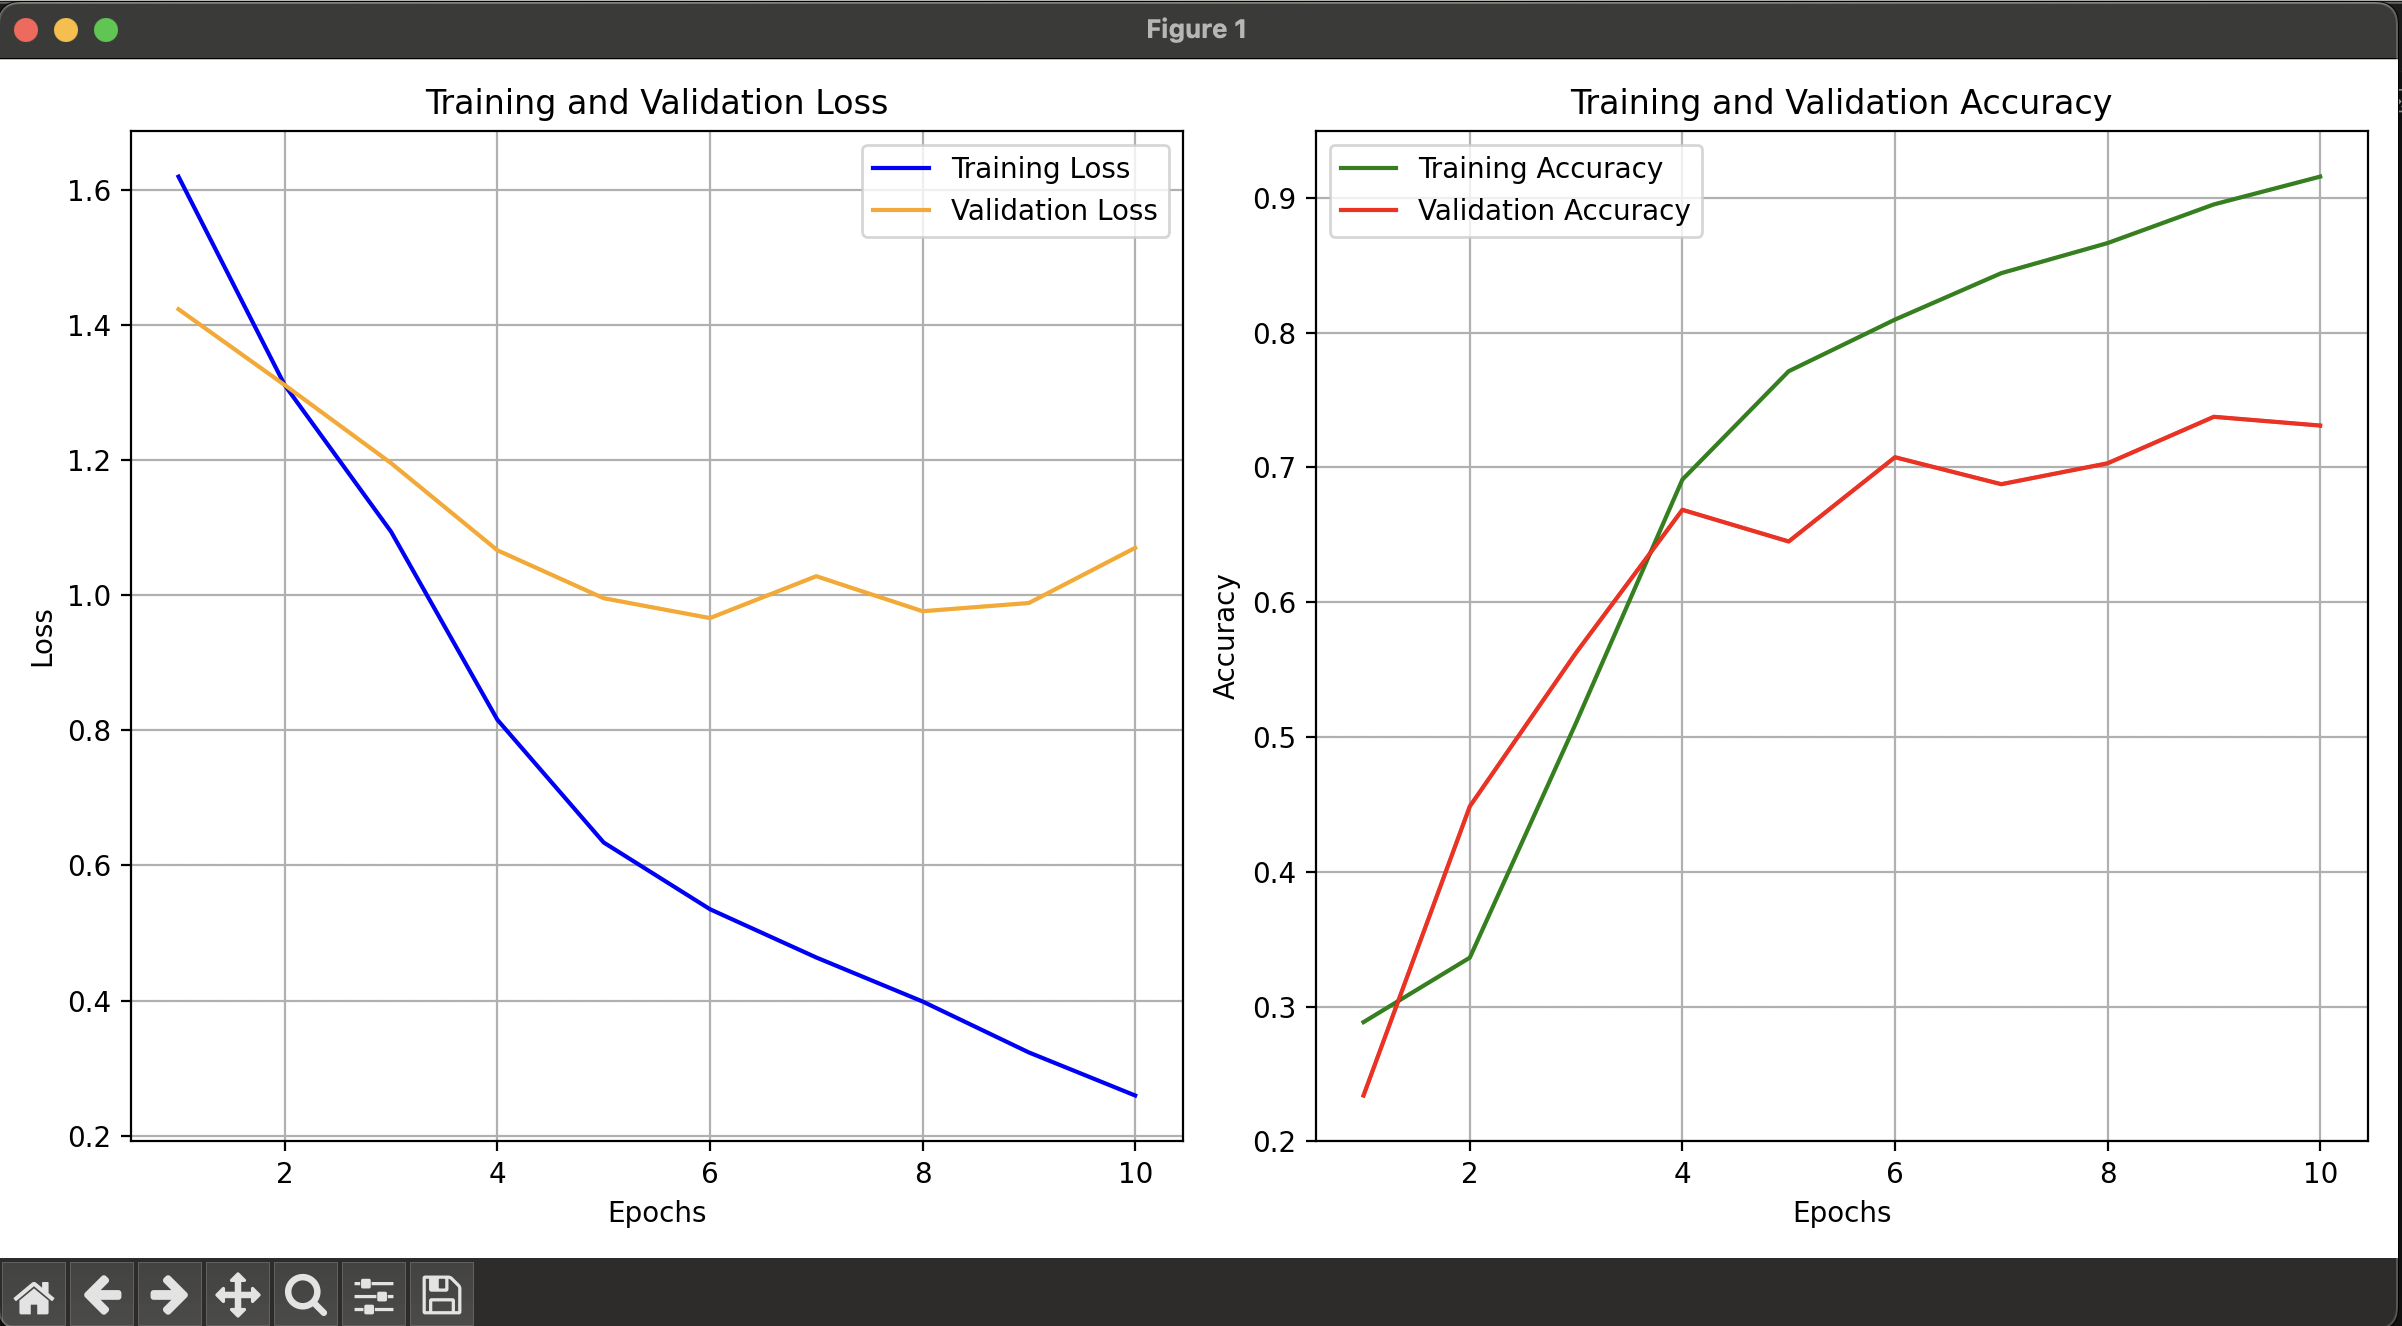 Figure 1
Training and Validation Loss
Training Loss
Validation Loss
1.6
1.4
1.2
1.0
0.8
0.6
0.4
0.2
Loss
2 4 6 8 10
Epochs
Training and Validation Accuracy
Training Accuracy
Validation Accuracy
0.9
0.8
0.7
0.6
0.5
0.4
0.3
0.2
Accuracy
2 4 6 8 10
Epochs